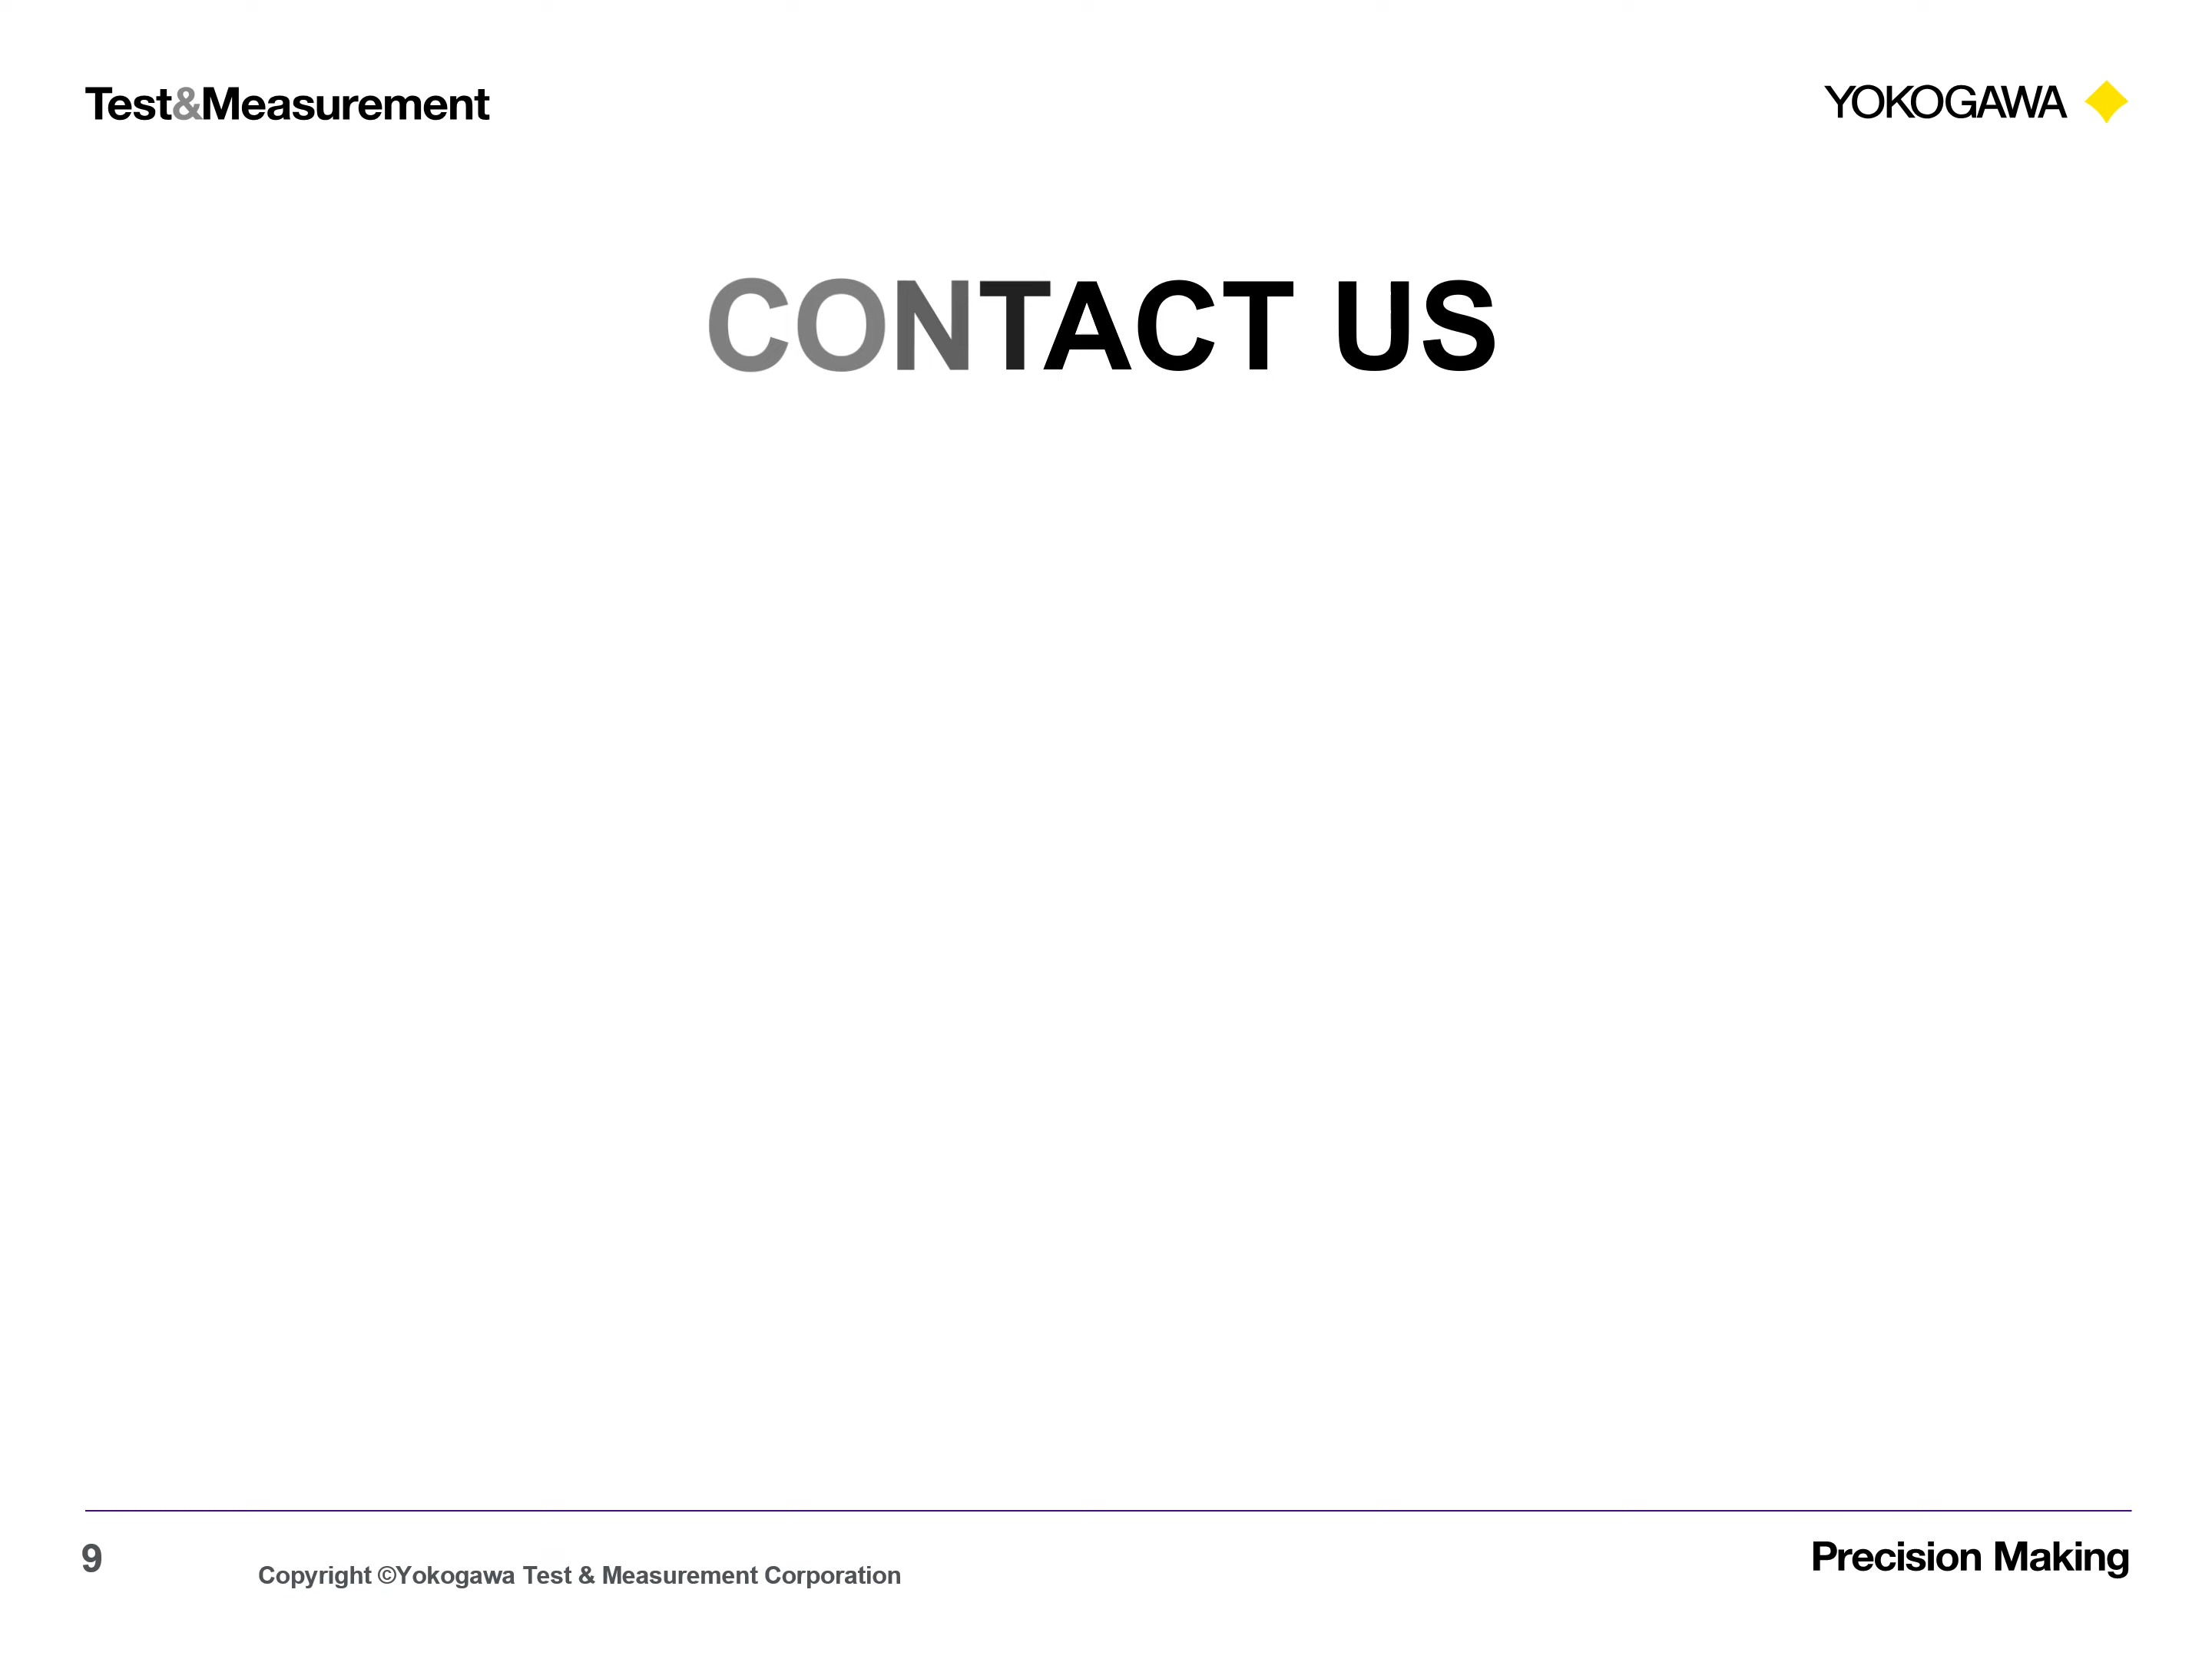 Test&Measurement
YOKOGAWA
CONTACT US
9
Copyright ©Yokogawa Test & Measurement Corporation
Precision Making